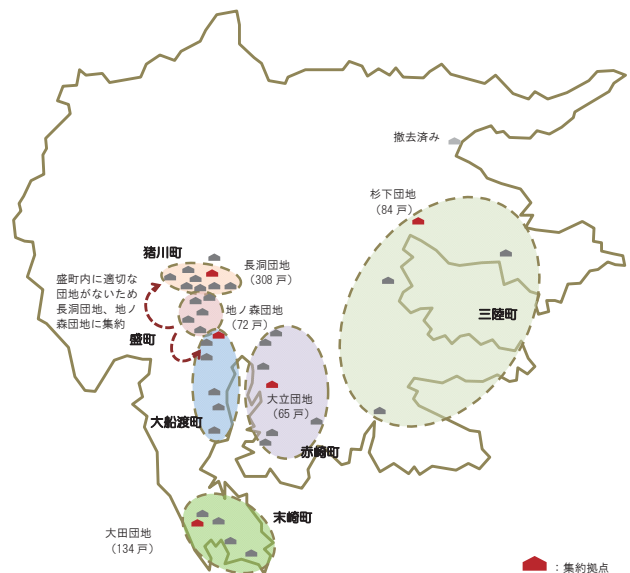 撤去済み
杉下団地
（84 戸）
猪川町
長洞団地
（308 戸）
盛町内に適切な
団地がないため
長洞団地、地ノ
森団地に集約
地ノ森団地
（72 戸）
盛町
三陸町
大立団地
（65 戸）
大船渡町
赤崎町
末崎町
大田団地
（134 戸）
：集約拠点